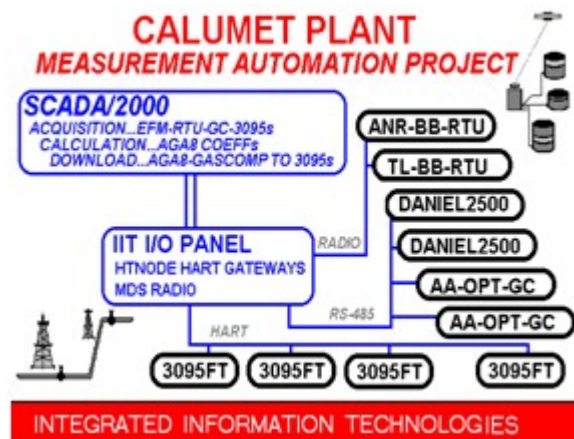 CALUMET PLANT
MEASUREMENT AUTOMATION PROJECT
SCADA/2000
ACQUISITION...EFM-RTU-GC-3095s
CALCULATION...AGA8 COEFFs
DOWNLOAD...AGA8-GASCOMP TO 3095s
ANR-BB-RTU
TL-BB-RTU
DANIEL2500
DANIEL2500
AA-OPT-GC
AA-OPT-GC
IIT I/O PANEL
HTNODE HART GATEWAYS
MDS RADIO
RADIO
RS-485
HART
3095FT
3095FT
3095FT
3095FT
INTEGRATED INFORMATION TECHNOLOGIES